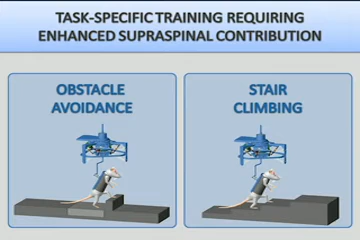 TASK-SPECIFIC TRAINING REQUIRING
ENHANCED SUPRASPINAL CONTRIBUTION
OBSTACLE
AVOIDANCE
STAIR
CLIMBING